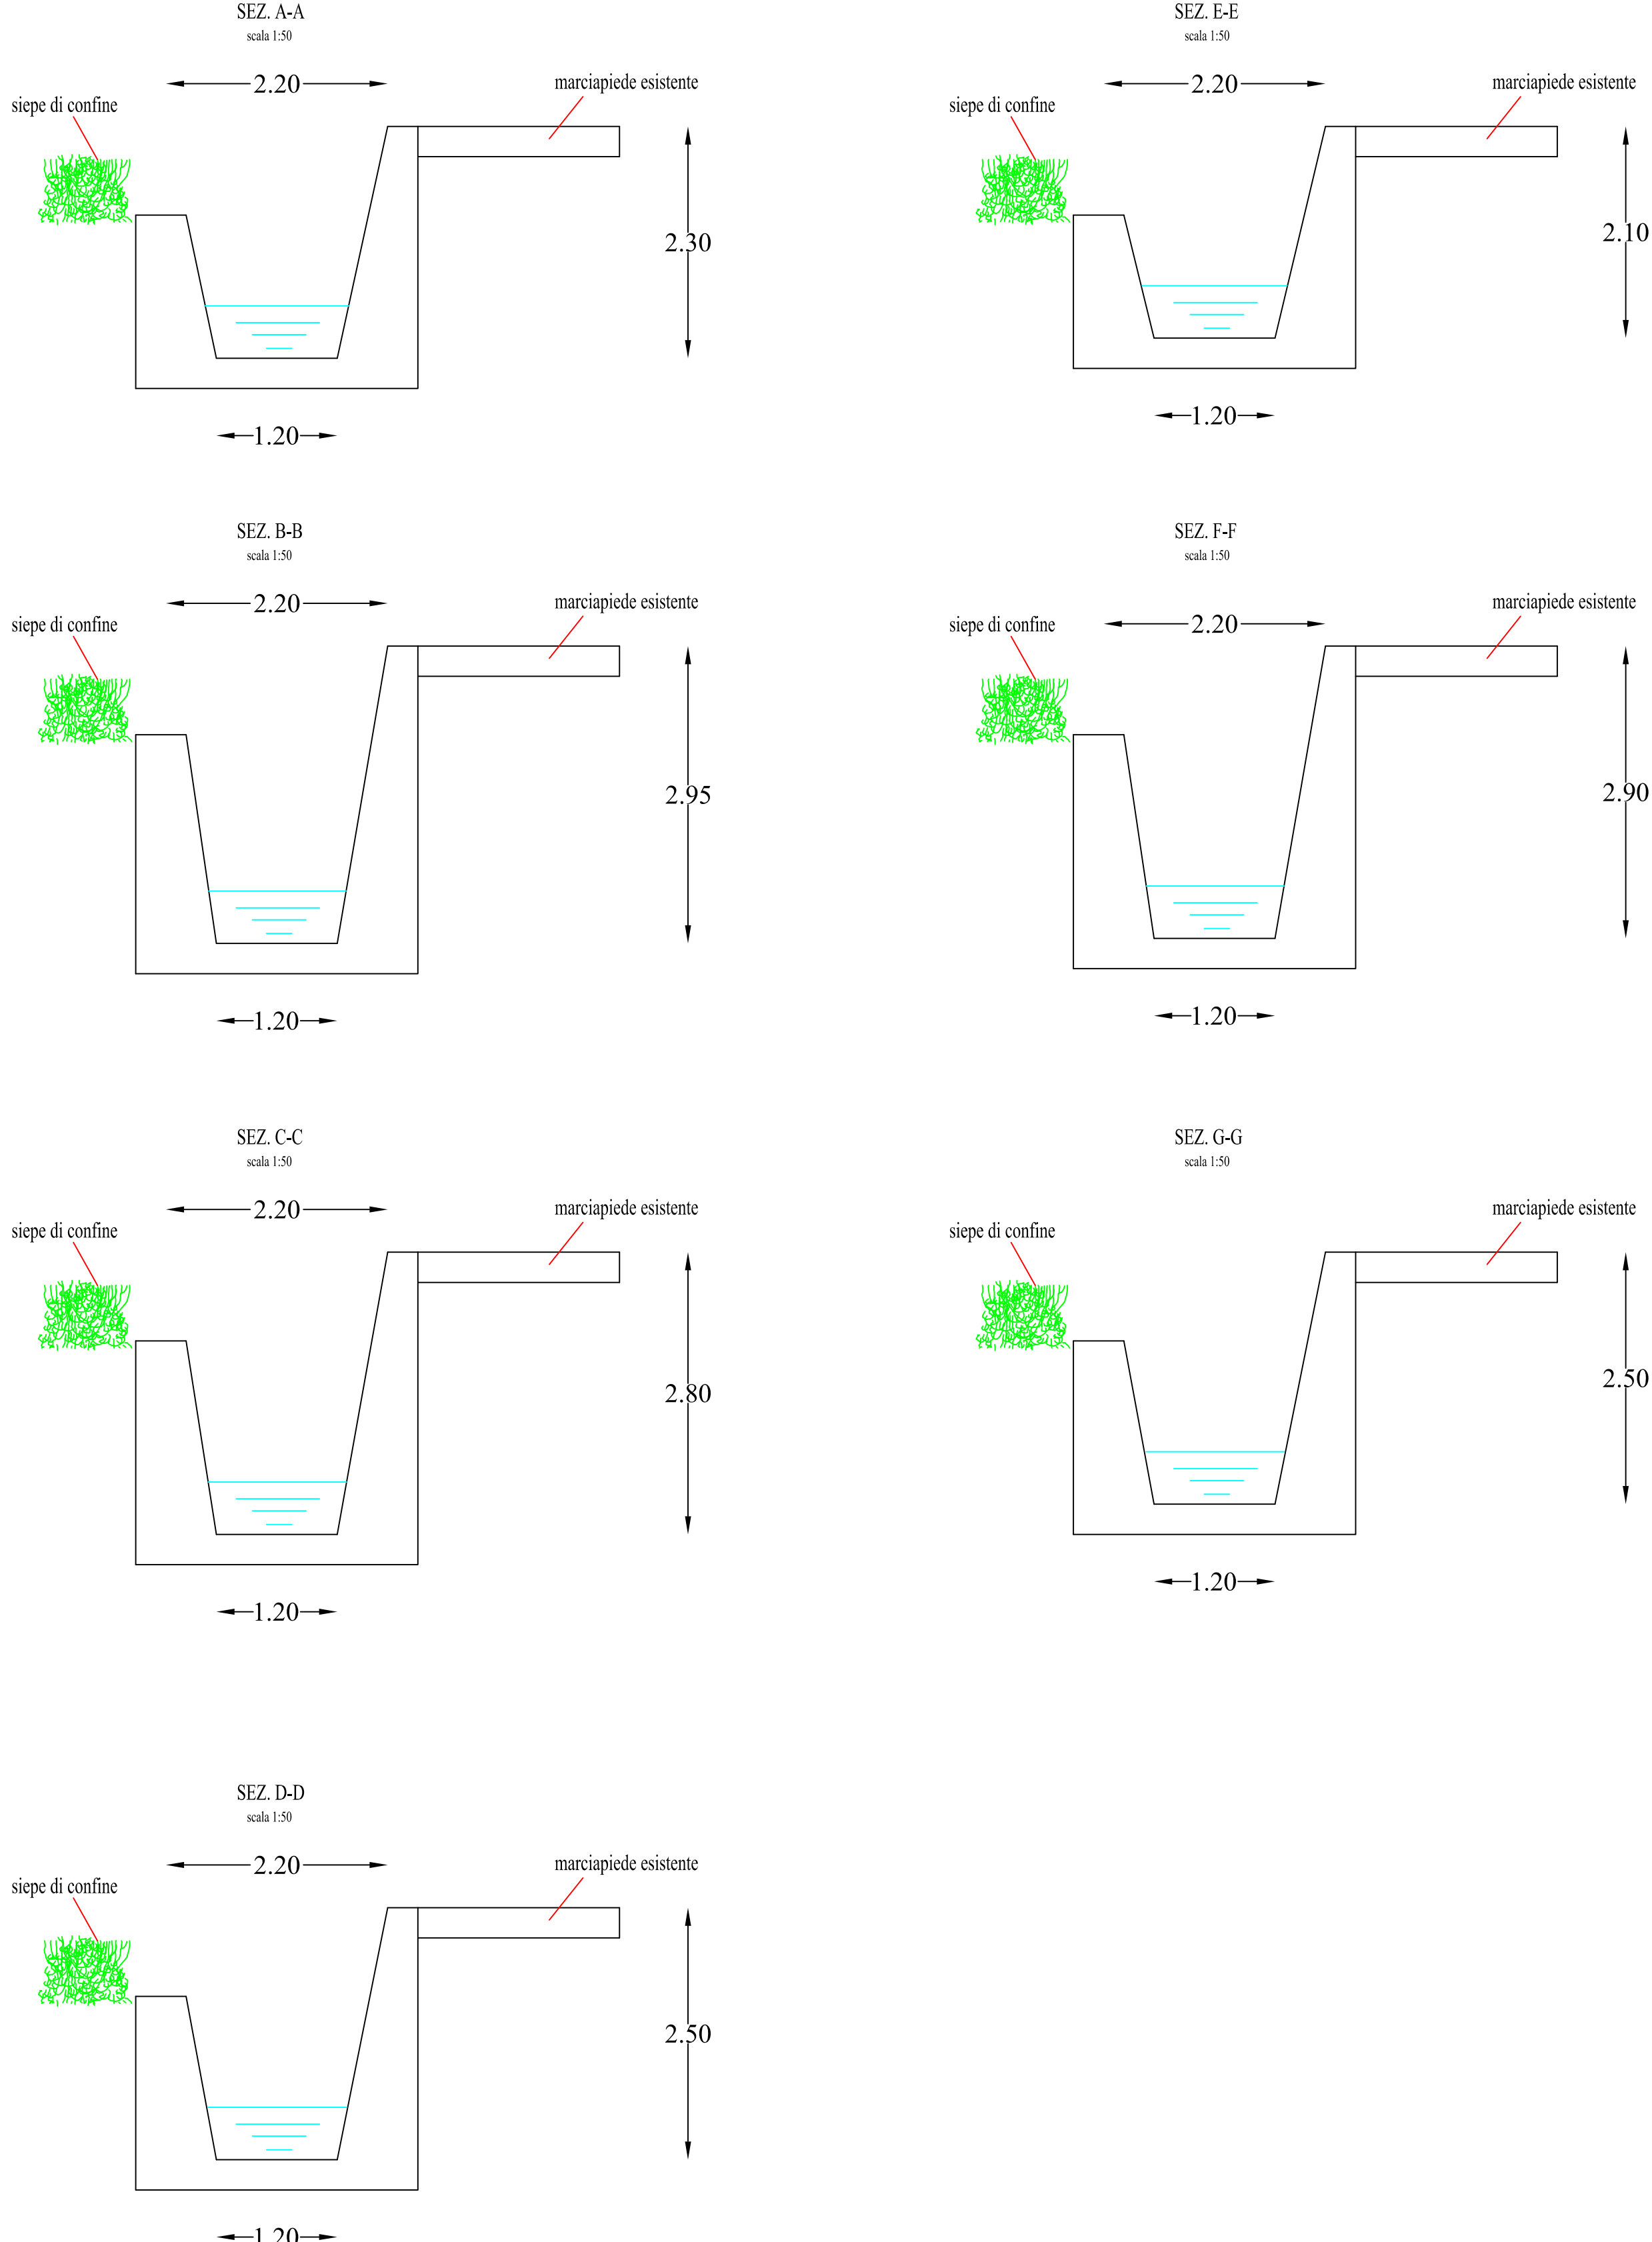 SEZ. A-A
scala 1:50
2.20
marciapiede esistente
siepe di confine
2.30
1.20
SEZ. B-B
scala 1:50
2.20
marciapiede esistente
siepe di confine
2.95
1.20
SEZ. C-C
scala 1:50
2.20
marciapiede esistente
siepe di confine
2.80
1.20
SEZ. D-D
scala 1:50
2.20
marciapiede esistente
siepe di confine
2.50
1.20
SEZ. E-E
scala 1:50
2.20
marciapiede esistente
siepe di confine
2.10
1.20
SEZ. F-F
scala 1:50
2.20
marciapiede esistente
siepe di confine
2.90
1.20
SEZ. G-G
scala 1:50
2.20
marciapiede esistente
siepe di confine
2.50
1.20